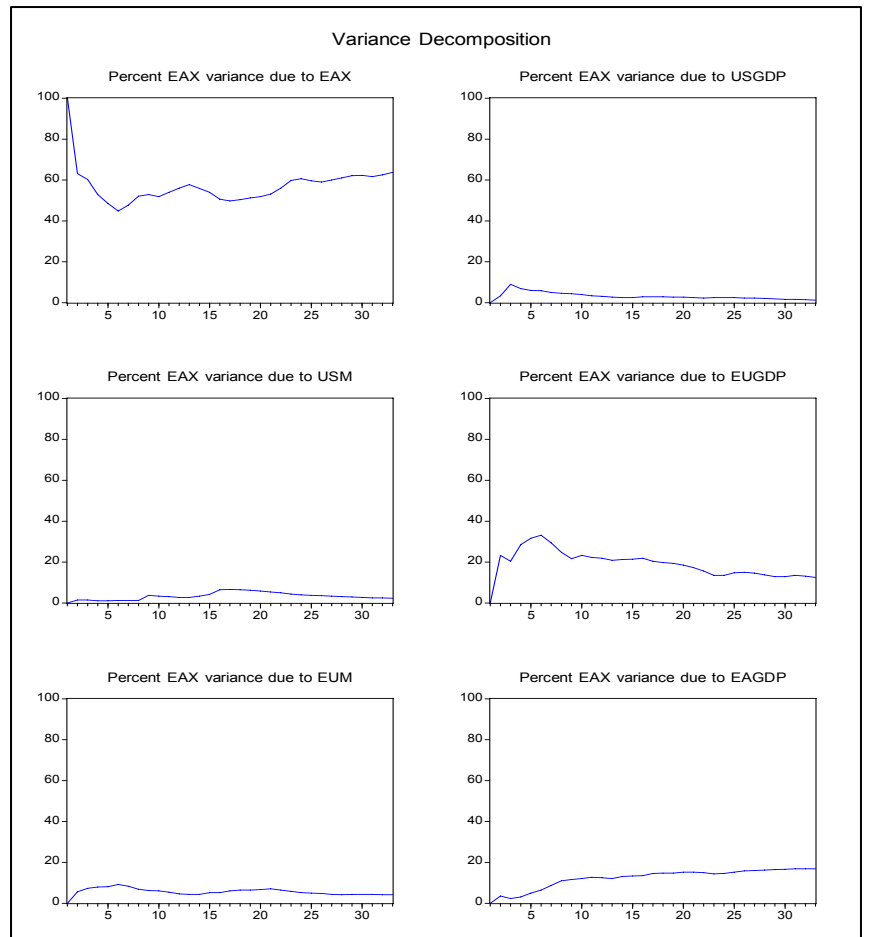 Variance Decomposition
Percent EAX variance due to EAX
100
80
60
40
20
0
5 10 15 20 25 30
Percent EAX variance due to USGDP
100
80
60
40
20
0
5 10 15 20 25 30
Percent EAX variance due to USM
100
80
60
40
20
0
5 10 15 20 25 30
Percent EAX variance due to EUGDP
100
80
60
40
20
0
5 10 15 20 25 30
Percent EAX variance due to EUM
100
80
60
40
20
0
5 10 15 20 25 30
Percent EAX variance due to EAGDP
100
80
60
40
20
0
5 10 15 20 25 30